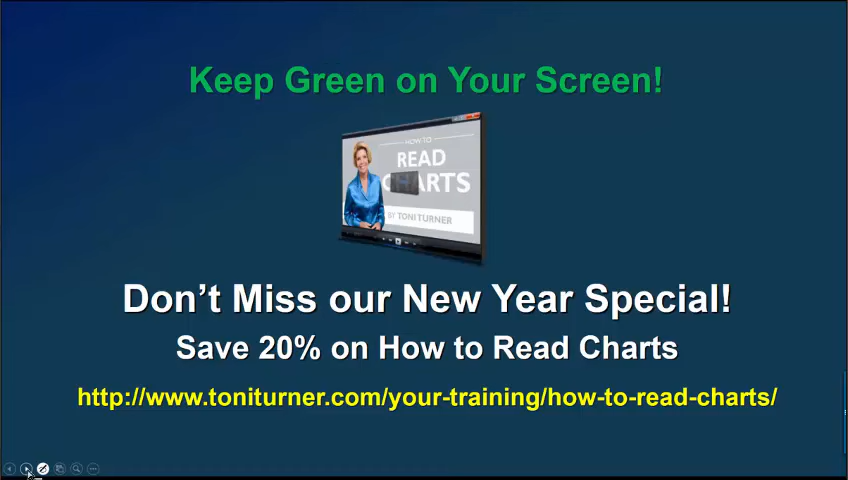 Keep Green on Your Screen!
HOW TO
READ
CHARTS
BY TONI TURNER
Don't Miss our New Year Special!
Save 20% on How to Read Charts
http://www.toniturner.com/your-training/how-to-read-charts/